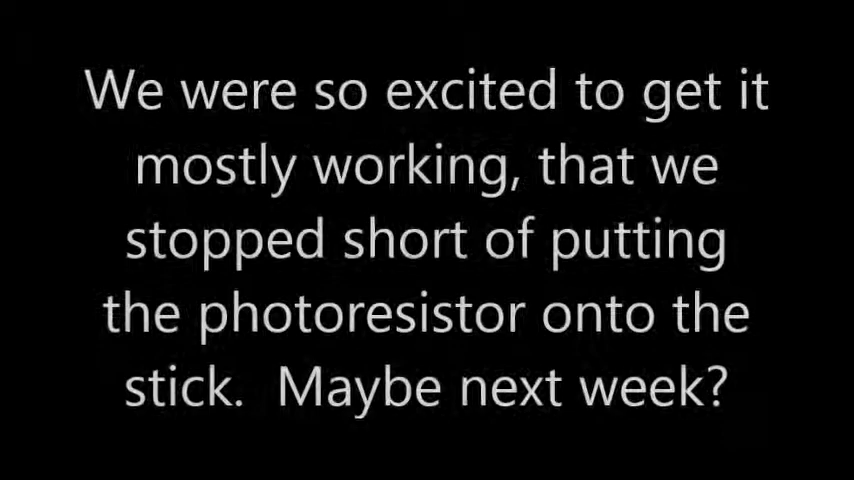 We were so excited to get it
mostly working, that we
stopped short of putting
the photoresistor onto the
stick.  Maybe next week?